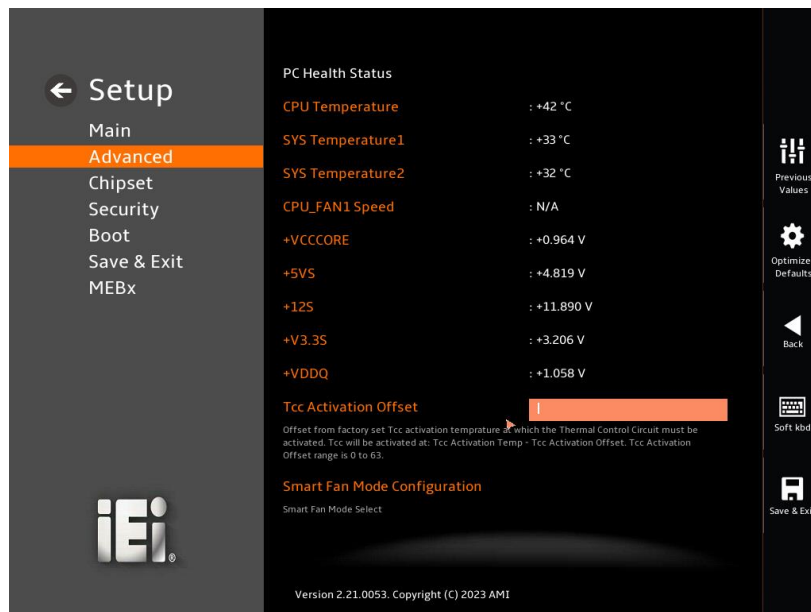 Setup
Main
Advanced
Chipset
Security
Boot
Save & Exit
MEBx
iEi®
PC Health Status
CPU Temperature : +42 °C
SYS Temperature1 : +33 °C
SYS Temperature2 : +32 °C
CPU_FAN1 Speed : N/A
+VCCCORE : +0.964 V
+5VS : +4.819 V
+12S : +11.890 V
+V3.3S : +3.206 V
+VDDQ : +1.058 V
Tcc Activation Offset
Offset from factory set Tcc activation temprature at which the Thermal Control Circuit must be
activated. Tcc will be activated at: Tcc Activation Temp - Tcc Activation Offset. Tcc Activation
Offset range is 0 to 63.
Smart Fan Mode Configuration
Smart Fan Mode Select
Version 2.21.0053. Copyright (C) 2023 AMI
Previous
Values
Optimize
Defaults
Back
Soft kbd
Save & Exi